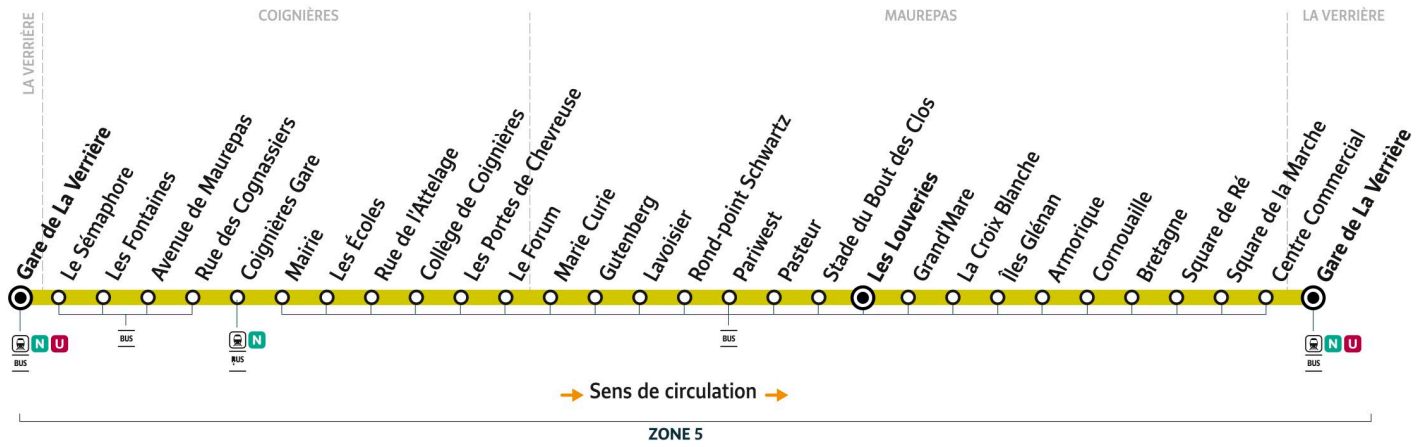 LA VERRIÈRE
COIGNIÈRES
MAUREPAS
LA VERRIÈRE
Gare de La Verrière
Le Sémaphore
Les Fontaines
Avenue de Maurepas
Rue des Cognassiers
Coignières Gare
Mairie
Les Écoles
Rue de l'Attelage
Collège de Coignières
Les Portes de Chevreuse
Le Forum
Marie Curie
Gutenberg
Lavoisier
Rond-point Schwartz
Pariwest
Pasteur
Stade du Bout des Clos
Les Louveries
Grand'Mare
La Croix Blanche
Îles Glénan
Armorique
Cornouaille
Bretagne
Square de Ré
Square de la Marche
Centre Commercial
Gare de La Verrière
N U
BUS
BUS
N
BUS
BUS
N U
BUS
Sens de circulation
ZONE 5